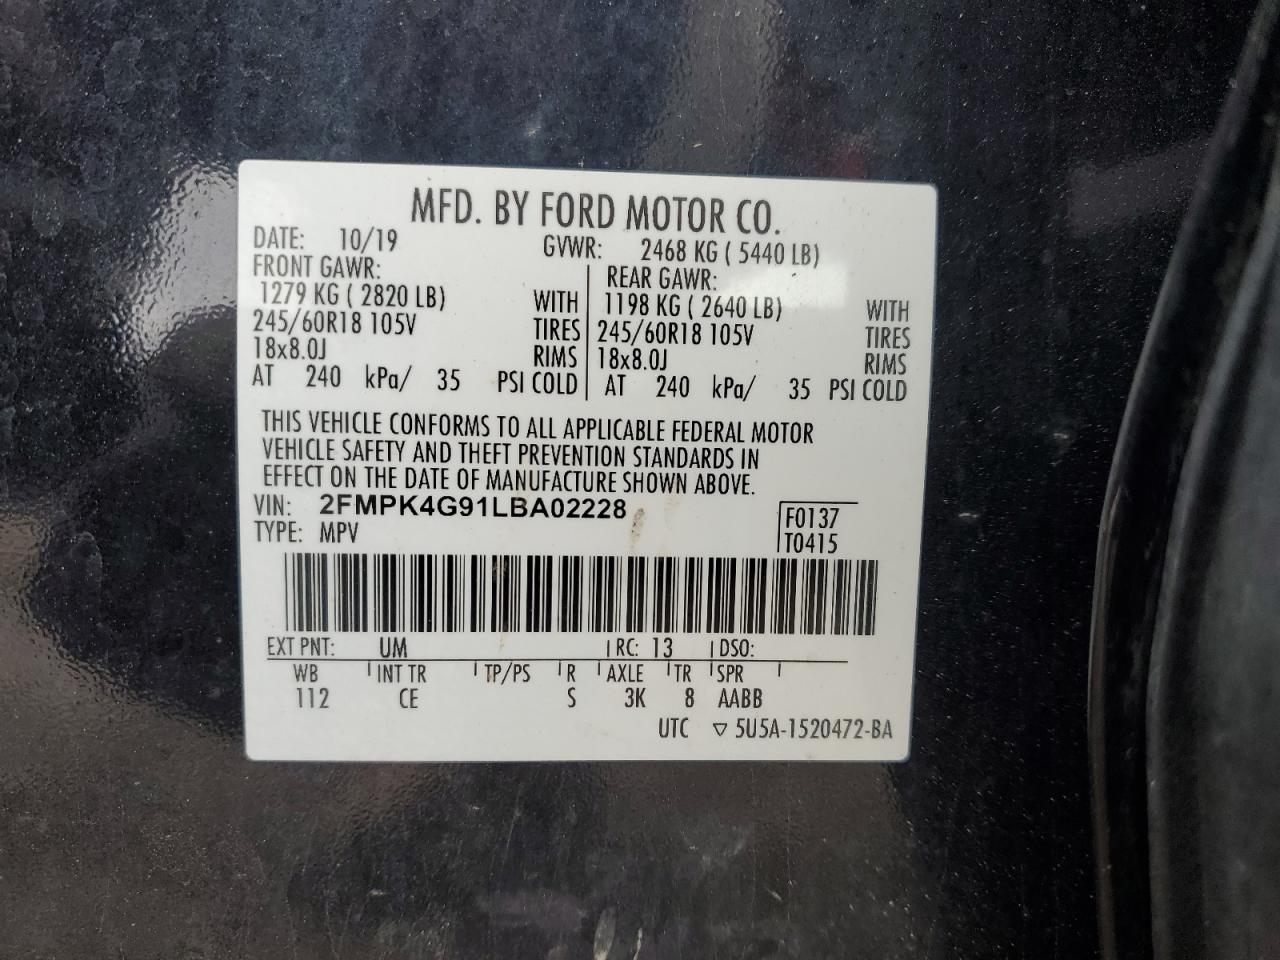 MFD. BY FORD MOTOR CO.
DATE: 10/19 GVWR: 2468 KG ( 5440 LB)
FRONT GAWR: REAR GAWR:
1279 KG ( 2820 LB) WITH 1198 KG ( 2640 LB) WITH
245/60R18 105V TIRES 245/60R18 105V TIRES
18x8.0J RIMS 18x8.0J RIMS
AT 240 kPa/ 35 PSI COLD AT 240 kPa/ 35 PSI COLD
THIS VEHICLE CONFORMS TO ALL APPLICABLE FEDERAL MOTOR
VEHICLE SAFETY AND THEFT PREVENTION STANDARDS IN
EFFECT ON THE DATE OF MANUFACTURE SHOWN ABOVE.
VIN: 2FMPK4G91LBA02228 F0137
TYPE: MPV T0415
EXT PNT: UM RC: 13 DSO:
WB INT TR TP/PS R AXLE TR SPR
112 CE S 3K 8 AABB
UTC ▽ 5U5A-1520472-BA